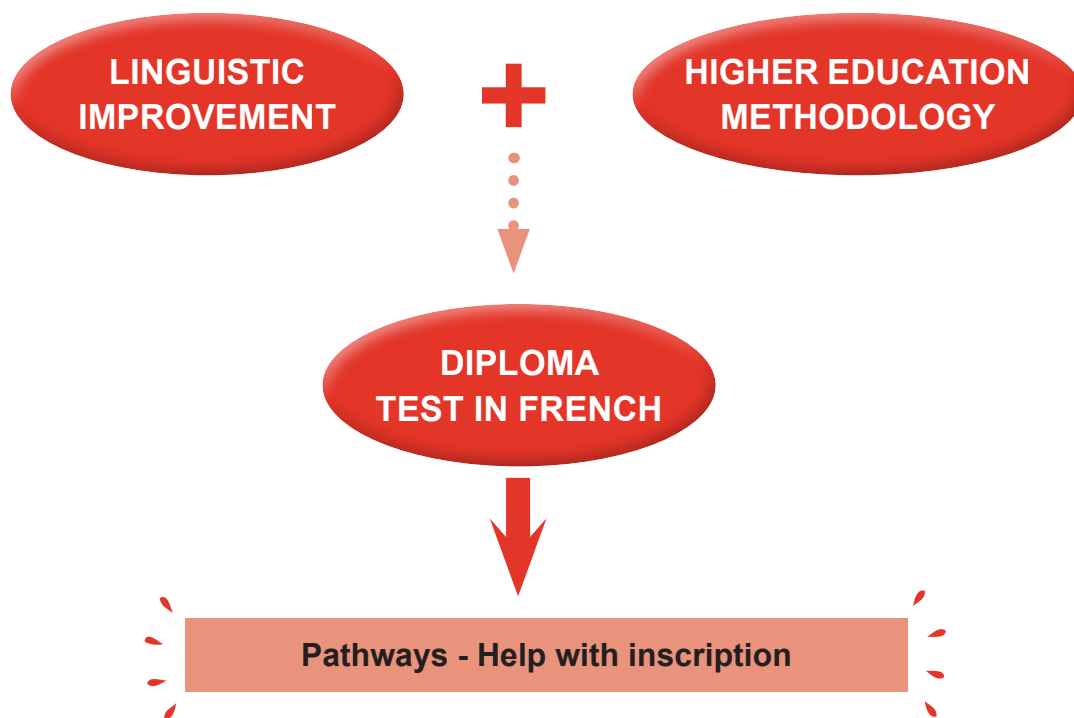 LINGUISTIC
IMPROVEMENT
HIGHER EDUCATION
METHODOLOGY
DIPLOMA
TEST IN FRENCH
Pathways - Help with inscription